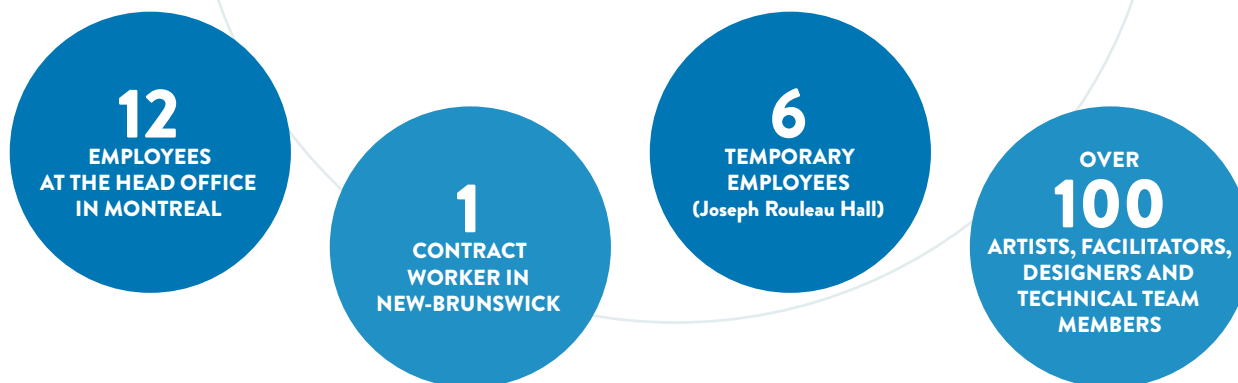 12
EMPLOYEES
AT THE HEAD OFFICE
IN MONTREAL
1
CONTRACT
WORKER IN
NEW-BRUNSWICK
6
TEMPORARY
EMPLOYEES
(Joseph Rouleau Hall)
OVER
100
ARTISTS, FACILITATORS,
DESIGNERS AND
TECHNICAL TEAM
MEMBERS